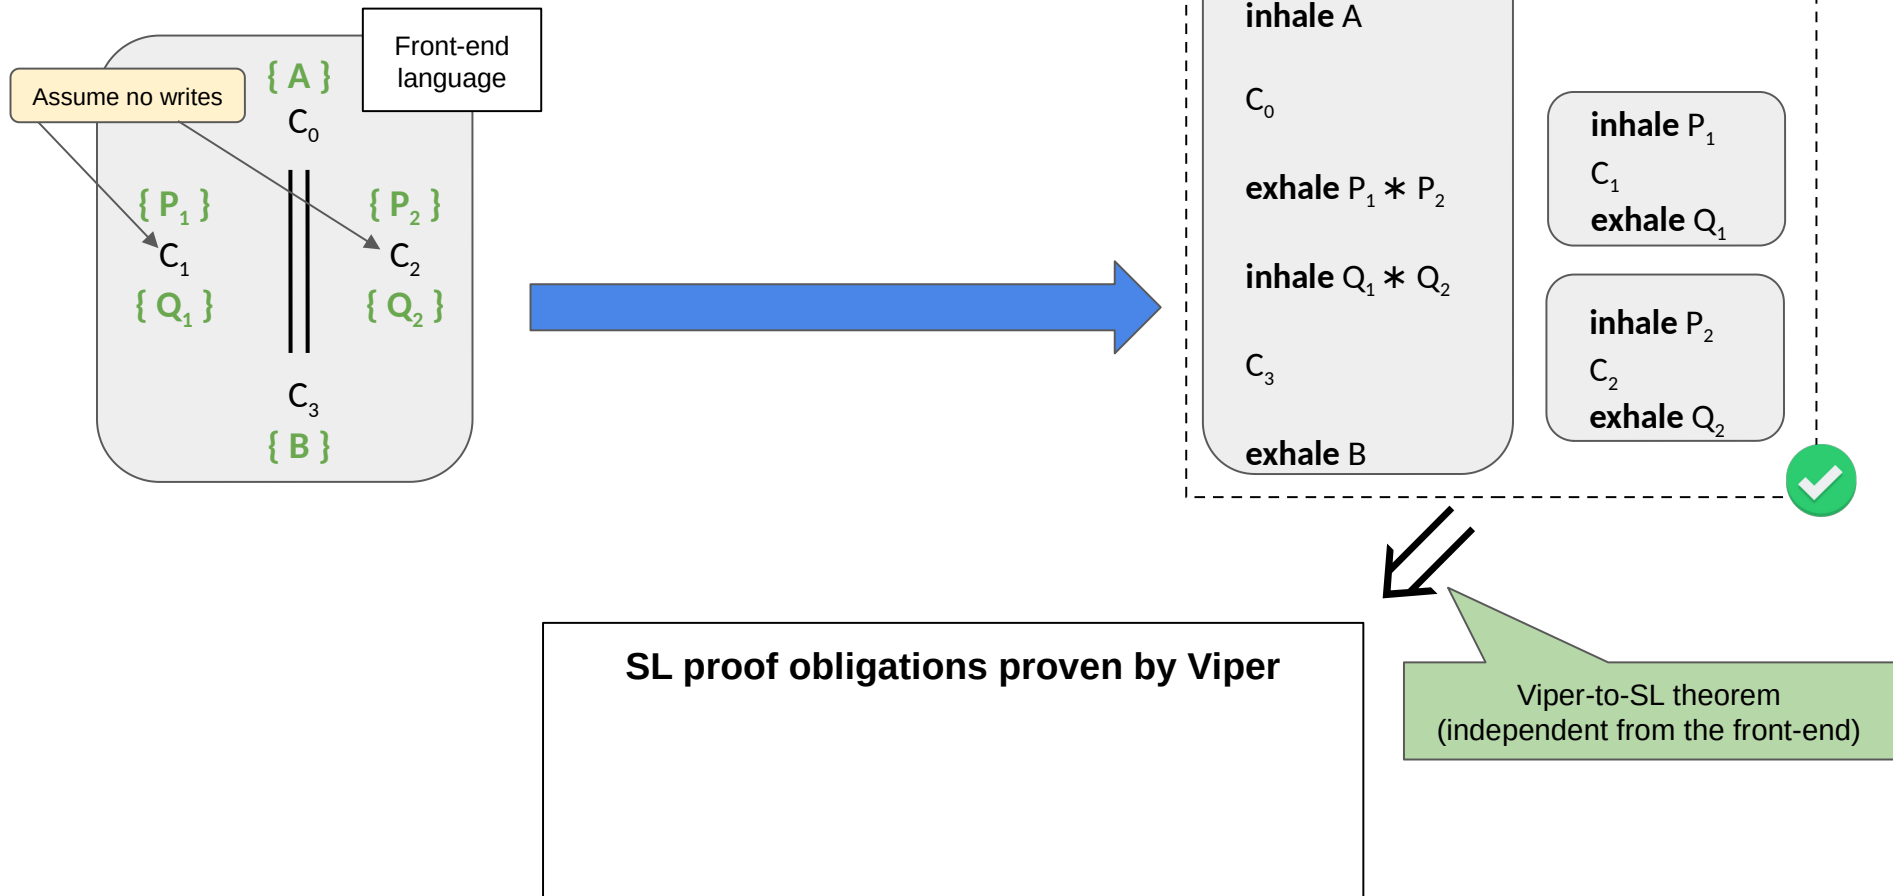 Front-end
language
Assume no writes
{ A }
C0
{ P1 }
{ P2 }
C1
C2
{ Q1 }
{ Q2 }
C3
{ B }
inhale A
C0
exhale P1 ∗ P2
inhale Q1 ∗ Q2
C3
exhale B
inhale P1
C1
exhale Q1
inhale P2
C2
exhale Q2
SL proof obligations proven by Viper
Viper-to-SL theorem
(independent from the front-end)